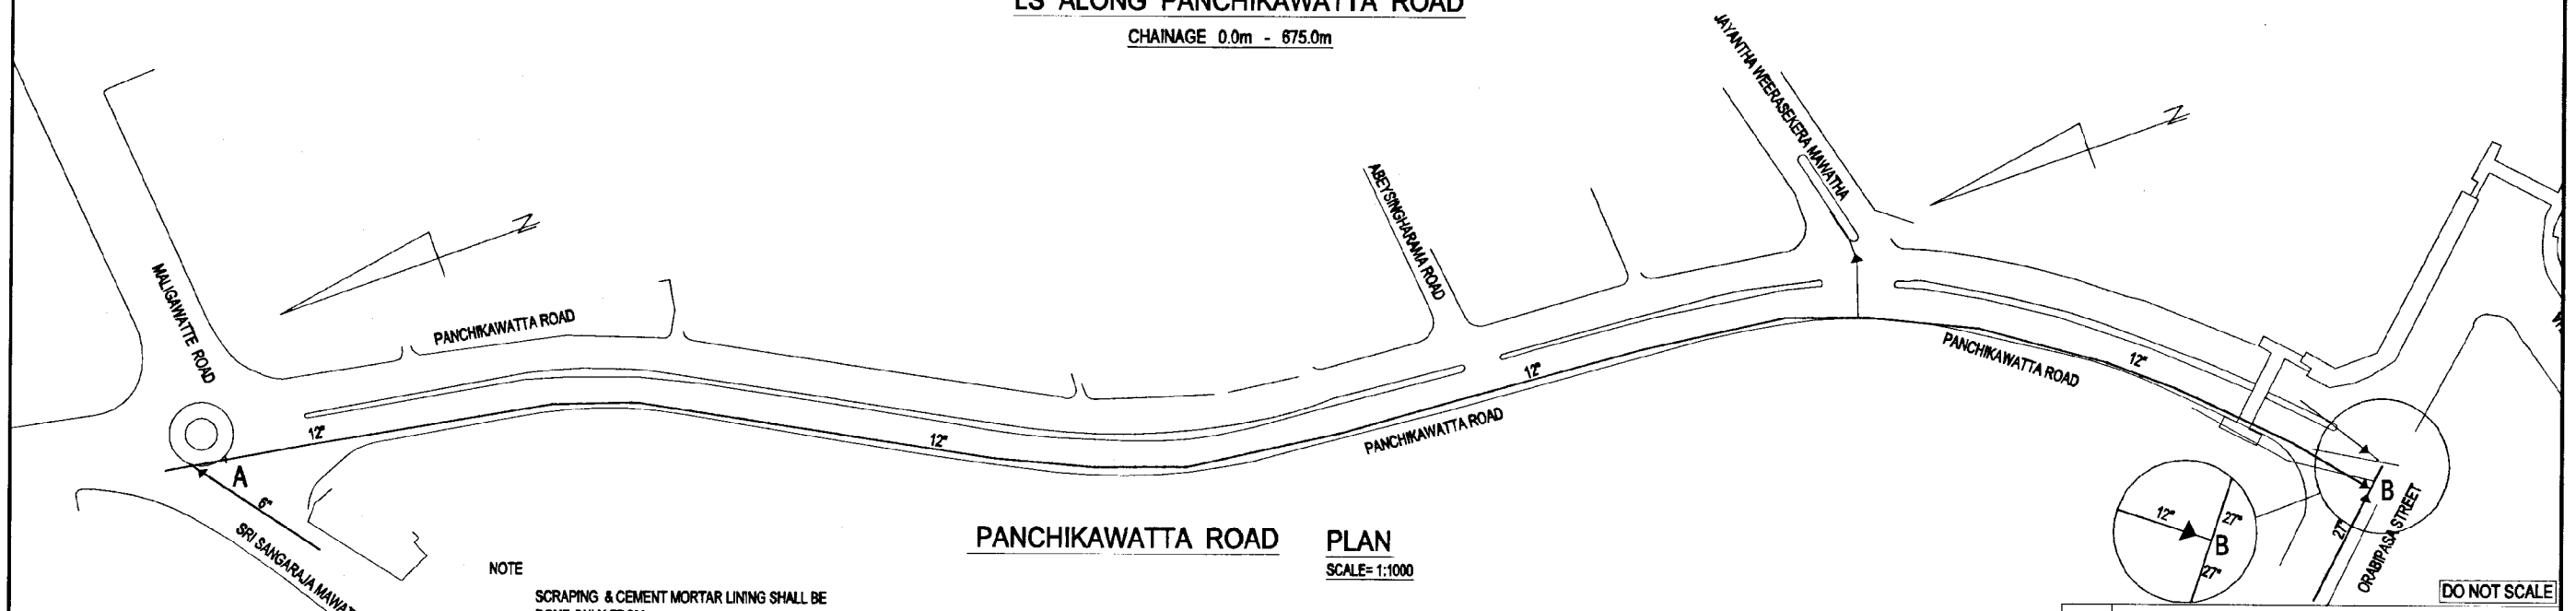 LS ALONG PANCHIKAWATTA ROAD
CHAINAGE 0.0m - 675.0m
JAYANTHA WEERASEKERA MAWATHA
N
N
ABEYSINGHARAMA ROAD
MALIGAWATTE ROAD
PANCHIKAWATTA ROAD
PANCHIKAWATTA ROAD
12"
12"
12"
12"
PANCHIKAWATTA ROAD
A
6"
SRI SANGARAJA
B
27"
ORABIPASA STREET
12"
27"
B
27"
PANCHIKAWATTA ROAD PLAN
SCALE= 1:1000
NOTE
SCRAPING & CEMENT MORTAR LINING SHALL BE
DO NOT SCALE